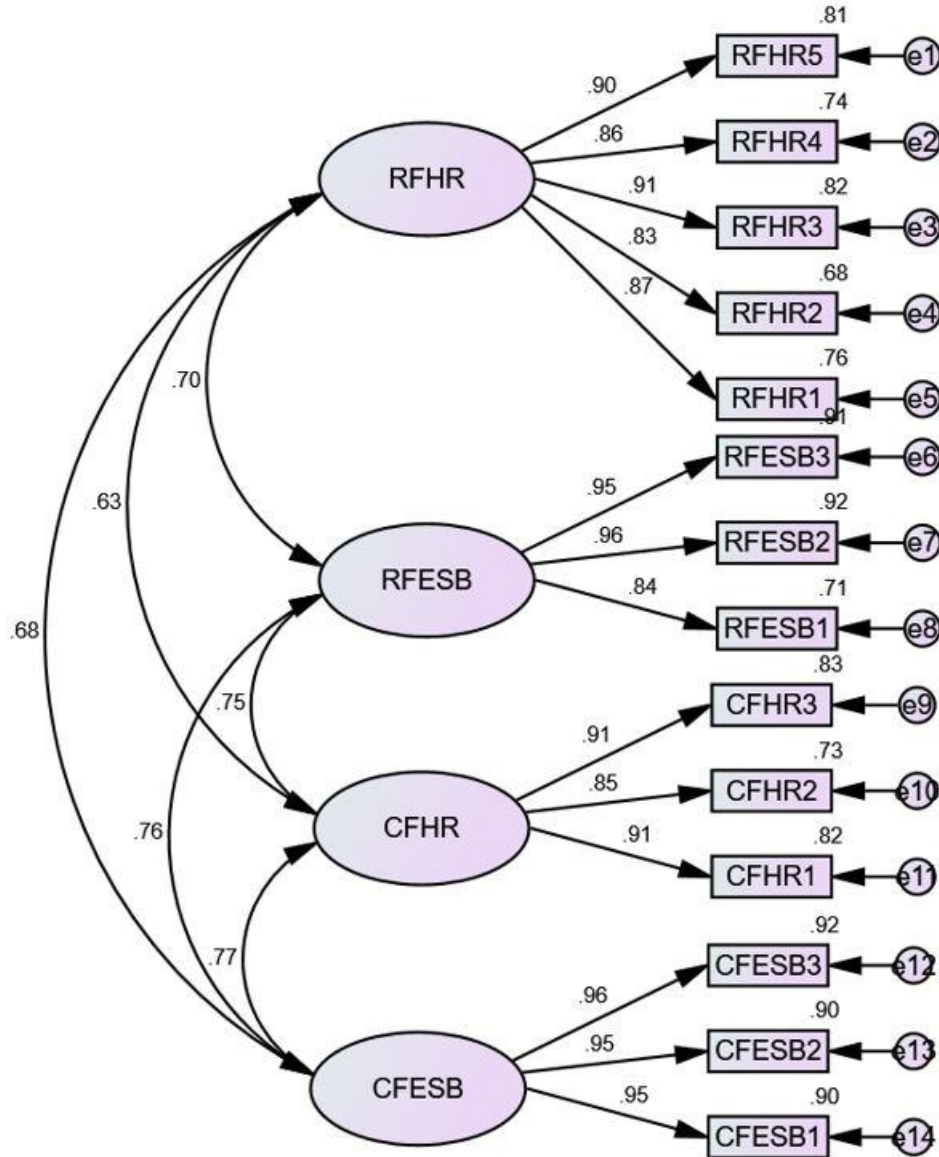 .81
RFHR5
e1
.90
.74
RFHR4
e2
.86
RFHR
.82
RFHR3
e3
.91
.68
RFHR2
e4
.83
.87
.76
RFHR1
e5
.70
.91
RFESB3
e6
.95
.63
.92
RFESB2
e7
.96
RFESB
.84
.71
RFESB1
e8
.68
.83
CFHR3
e9
.75
.91
.73
CFHR2
e10
.85
.76
CFHR
.91
.82
CFHR1
e11
.92
CFESB3
e12
.77
.96
.90
CFESB2
e13
.95
CFESB
.95
.90
CFESB1
e14